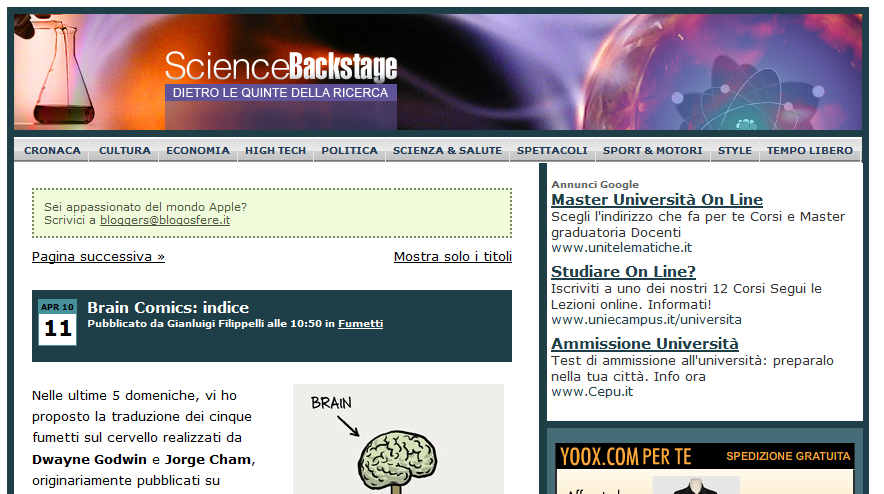 ScienceBackstage
DIETRO LE QUINTE DELLA RICERCA
CRONACA CULTURA ECONOMIA HIGH TECH POLITICA SCIENZA & SALUTE SPETTACOLI SPORT & MOTORI STYLE TEMPO LIBERO
Sei appassionato del mondo Apple?
Scrivici a bloggers@blogosfere.it
Pagina successiva » Mostra solo i titoli
APR 10
11
Brain Comics: indice
Pubblicato da Gianluigi Filippelli alle 10:50 in Fumetti
Nelle ultime 5 domeniche, vi ho
proposto la traduzione dei cinque
fumetti sul cervello realizzati da
Dwayne Godwin e Jorge Cham,
originariamente pubblicati su
BRAIN
Annunci Google
Master Università On Line
Scegli l'indirizzo che fa per te Corsi e Master
graduatoria Docenti
www.unitelematiche.it
Studiare On Line?
Iscriviti a uno dei nostri 12 Corsi Segui le
Lezioni online. Informati!
www.uniecampus.it/universita
Ammissione Università
Test di ammissione all'università: preparalo
nella tua città. Info ora
www.Cepu.it
YOOX.COM PER TE SPEDIZIONE GRATUITA